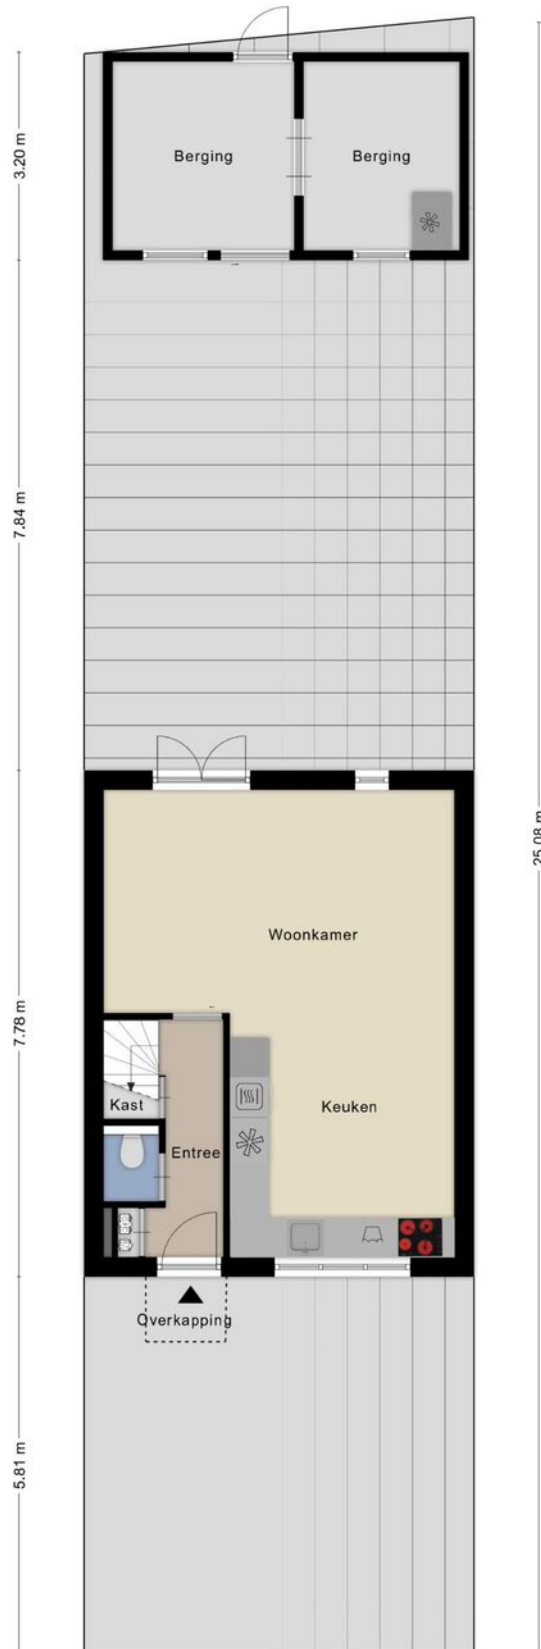 Berging
Berging
3.20 m
7.84 m
25.08 m
Woonkamer
7.78 m
Kast
Keuken
Entree
Overkapping
5.81 m